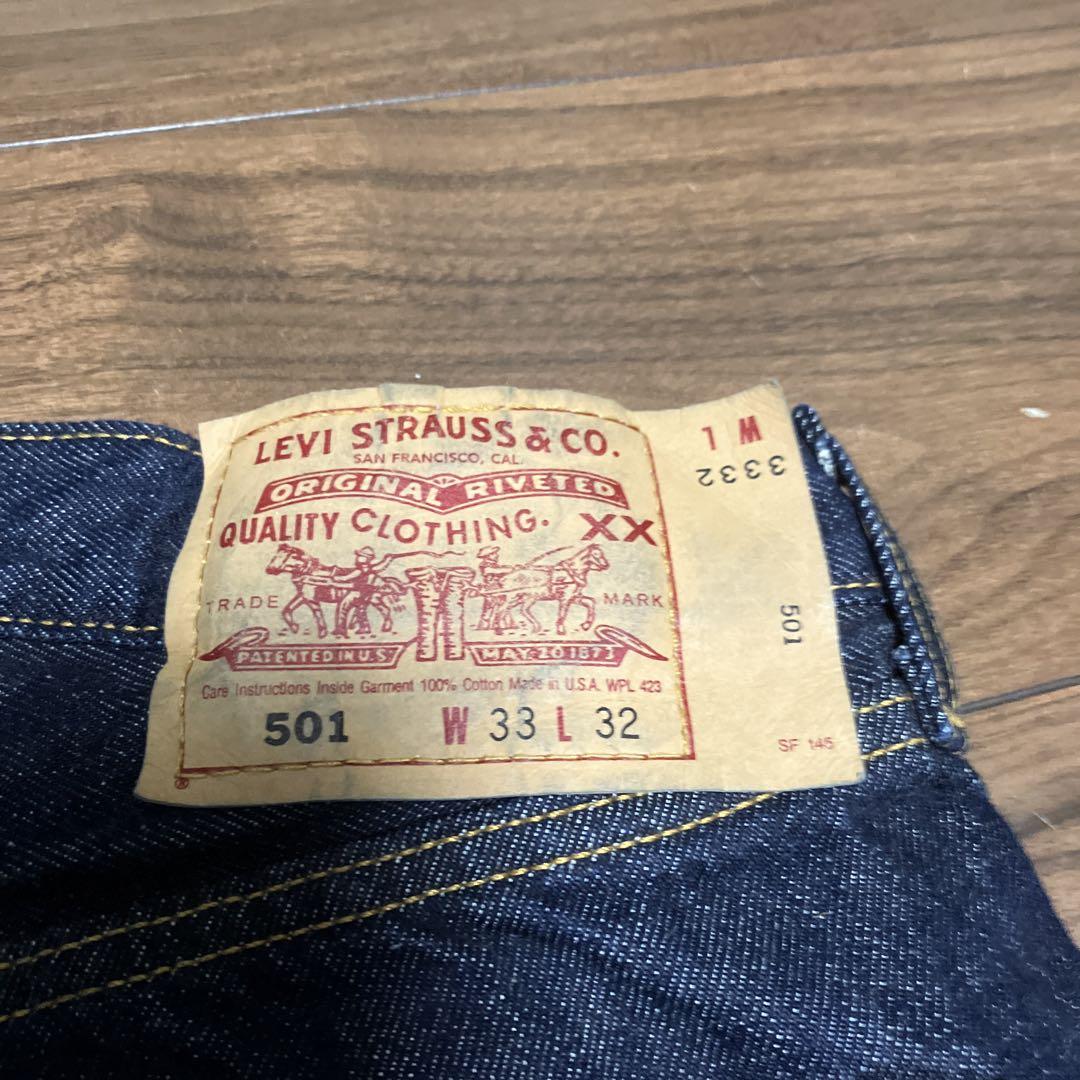 LEVI STRAUSS & CO.
SAN FRANCISCO, CAL.
ORIGINAL RIVETED
QUALITY CLOTHING. XX
TRADE MARK
PATENTED IN U.S. MAY 20 1873
Care Instructions Inside Garment 100% Cotton Made in U.S.A. WPL 423
501 W 33 L 32
®
W L
3332
501
SF 145